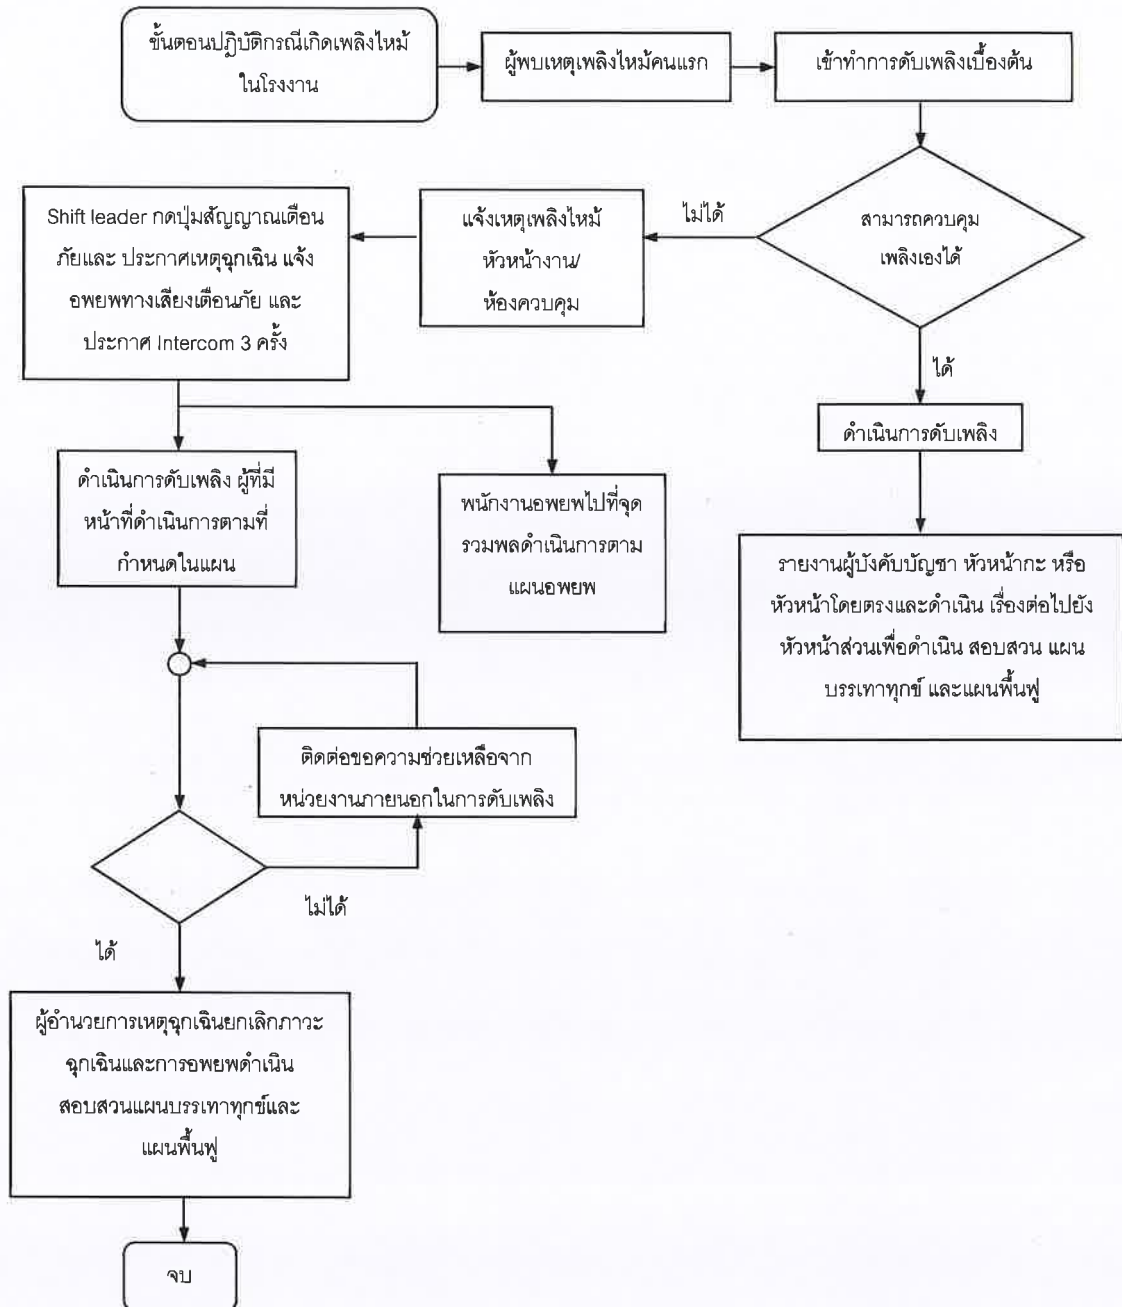 ขั้นตอนปฏิบัติกรณีเกิดเพลิงไหม้
ในโรงงาน
ผู้พบเหตุเพลิงไหม้คนแรก
เข้าทำการดับเพลิงเบื้องต้น
สามารถควบคุม
เพลิงเองได้
ไม่ได้
แจ้งเหตุเพลิงไหม้
หัวหน้างาน/
ห้องควบคุม
Shift leader กดปุ่มสัญญาณเตือน
ภัยและ ประกาศเหตุฉุกเฉิน แจ้ง
อพยพทางเสียงเตือนภัย และ
ประกาศ Intercom 3 ครั้ง
ได้
ดำเนินการดับเพลิง
รายงานผู้บังคับบัญชา หัวหน้ากะ หรือ
หัวหน้าโดยตรงและดำเนิน เรื่องต่อไปยัง
หัวหน้าส่วนเพื่อดำเนิน สอบสวน แผน
บรรเทาทุกข์ และแผนพื้นฟู
ดำเนินการดับเพลิง ผู้ที่มี
หน้าที่ดำเนินการตามที่
กำหนดในแผน
พนักงานอพยพไปที่จุด
รวมพลดำเนินการตาม
แผนอพยพ
ติดต่อขอความช่วยเหลือจาก
หน่วยงานภายนอกในการดับเพลิง
ไม่ได้
ได้
ผู้อำนวยการเหตุฉุกเฉินยกเลิกภาวะ
ฉุกเฉินและการอพยพดำเนิน
สอบสวนแผนบรรเทาทุกข์และ
แผนพื้นฟู
จบ